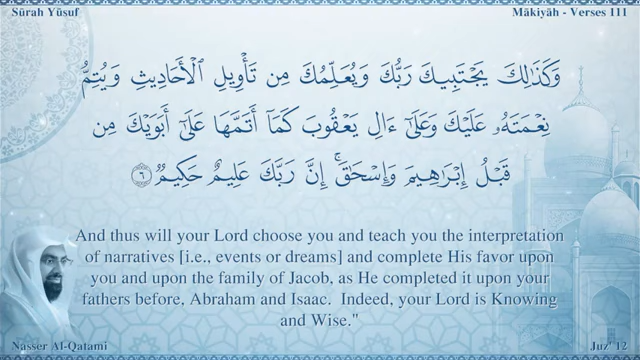 Sūrah Yūsuf
Mākiyāh - Verses 111
وَكَذَٰلِكَ يَجْتَبِيكَ رَبُّكَ وَيُعَلِّمُكَ مِن تَأْوِيلِ ٱلْأَحَادِيثِ وَيُتِمُّ
نِعْمَتَهُۥ عَلَيْكَ وَعَلَىٰٓ ءَالِ يَعْقُوبَ كَمَآ أَتَمَّهَا عَلَىٰٓ أَبَوَيْكَ مِن
قَبْلُ إِبْرَٰهِيمَ وَإِسْحَٰقَ ۚ إِنَّ رَبَّكَ عَلِيمٌ حَكِيمٌ ۝٦
And thus will your Lord choose you and teach you the interpretation
of narratives [i.e., events or dreams] and complete His favor upon
you and upon the family of Jacob, as He completed it upon your
fathers before, Abraham and Isaac.  Indeed, your Lord is Knowing
and Wise."
Nasser Al-Qatami
Juz' 12